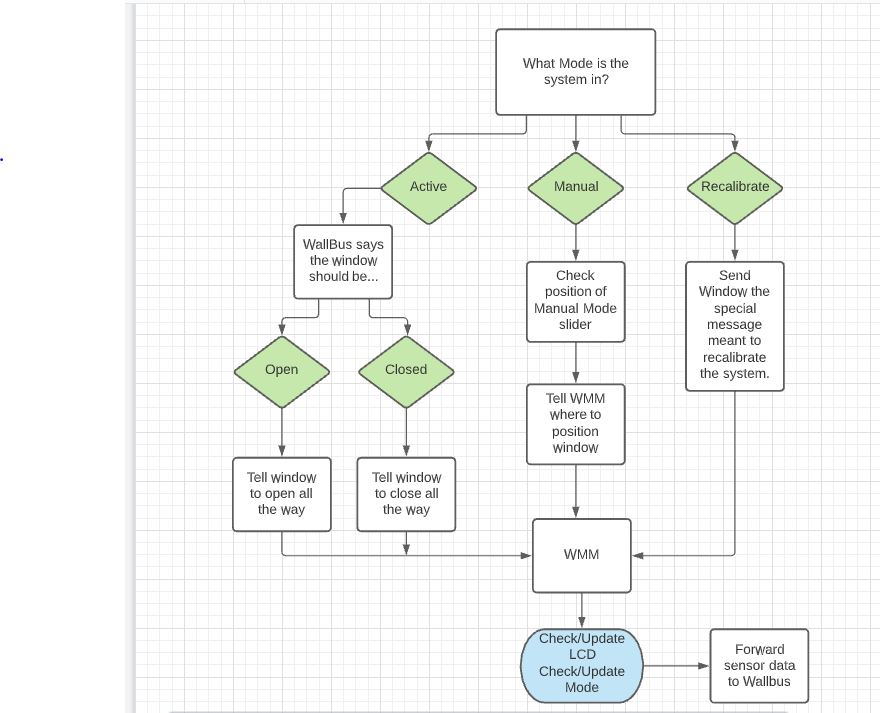 What Mode is the
system in?
Active
Manual
Recalibrate
WallBus says
the window
should be...
Check
position of
Manual Mode
slider
Send
Window the
special
message
meant to
recalibrate
the system.
Open
Closed
Tell WMM
where to
position
window
Tell window
to open all
the way
Tell window
to close all
the way
WMM
Check/Update
LCD
Check/Update
Mode
Forward
sensor data
to Wallbus